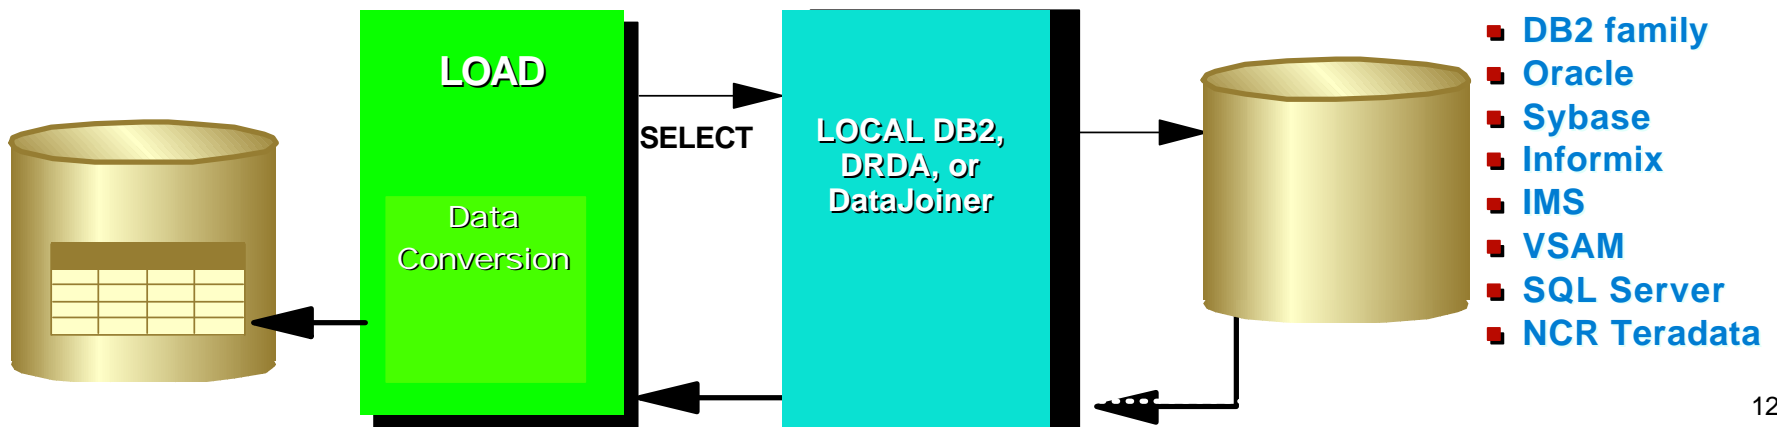 LOAD
Data
Conversion
SELECT
LOCAL DB2,
DRDA, or
DataJoiner
DB2 family
Oracle
Sybase
Informix
IMS
VSAM
SQL Server
NCR Teradata
12